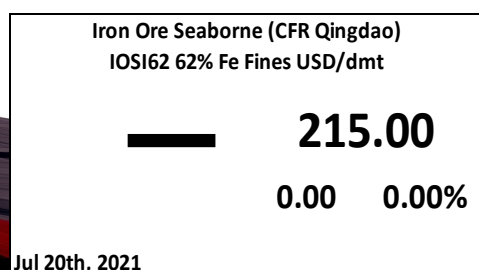 Iron Ore Seaborne (CFR Qingdao)
IOSI62 62% Fe Fines USD/dmt
215.00
0.00 0.00%
Jul 20th, 2021